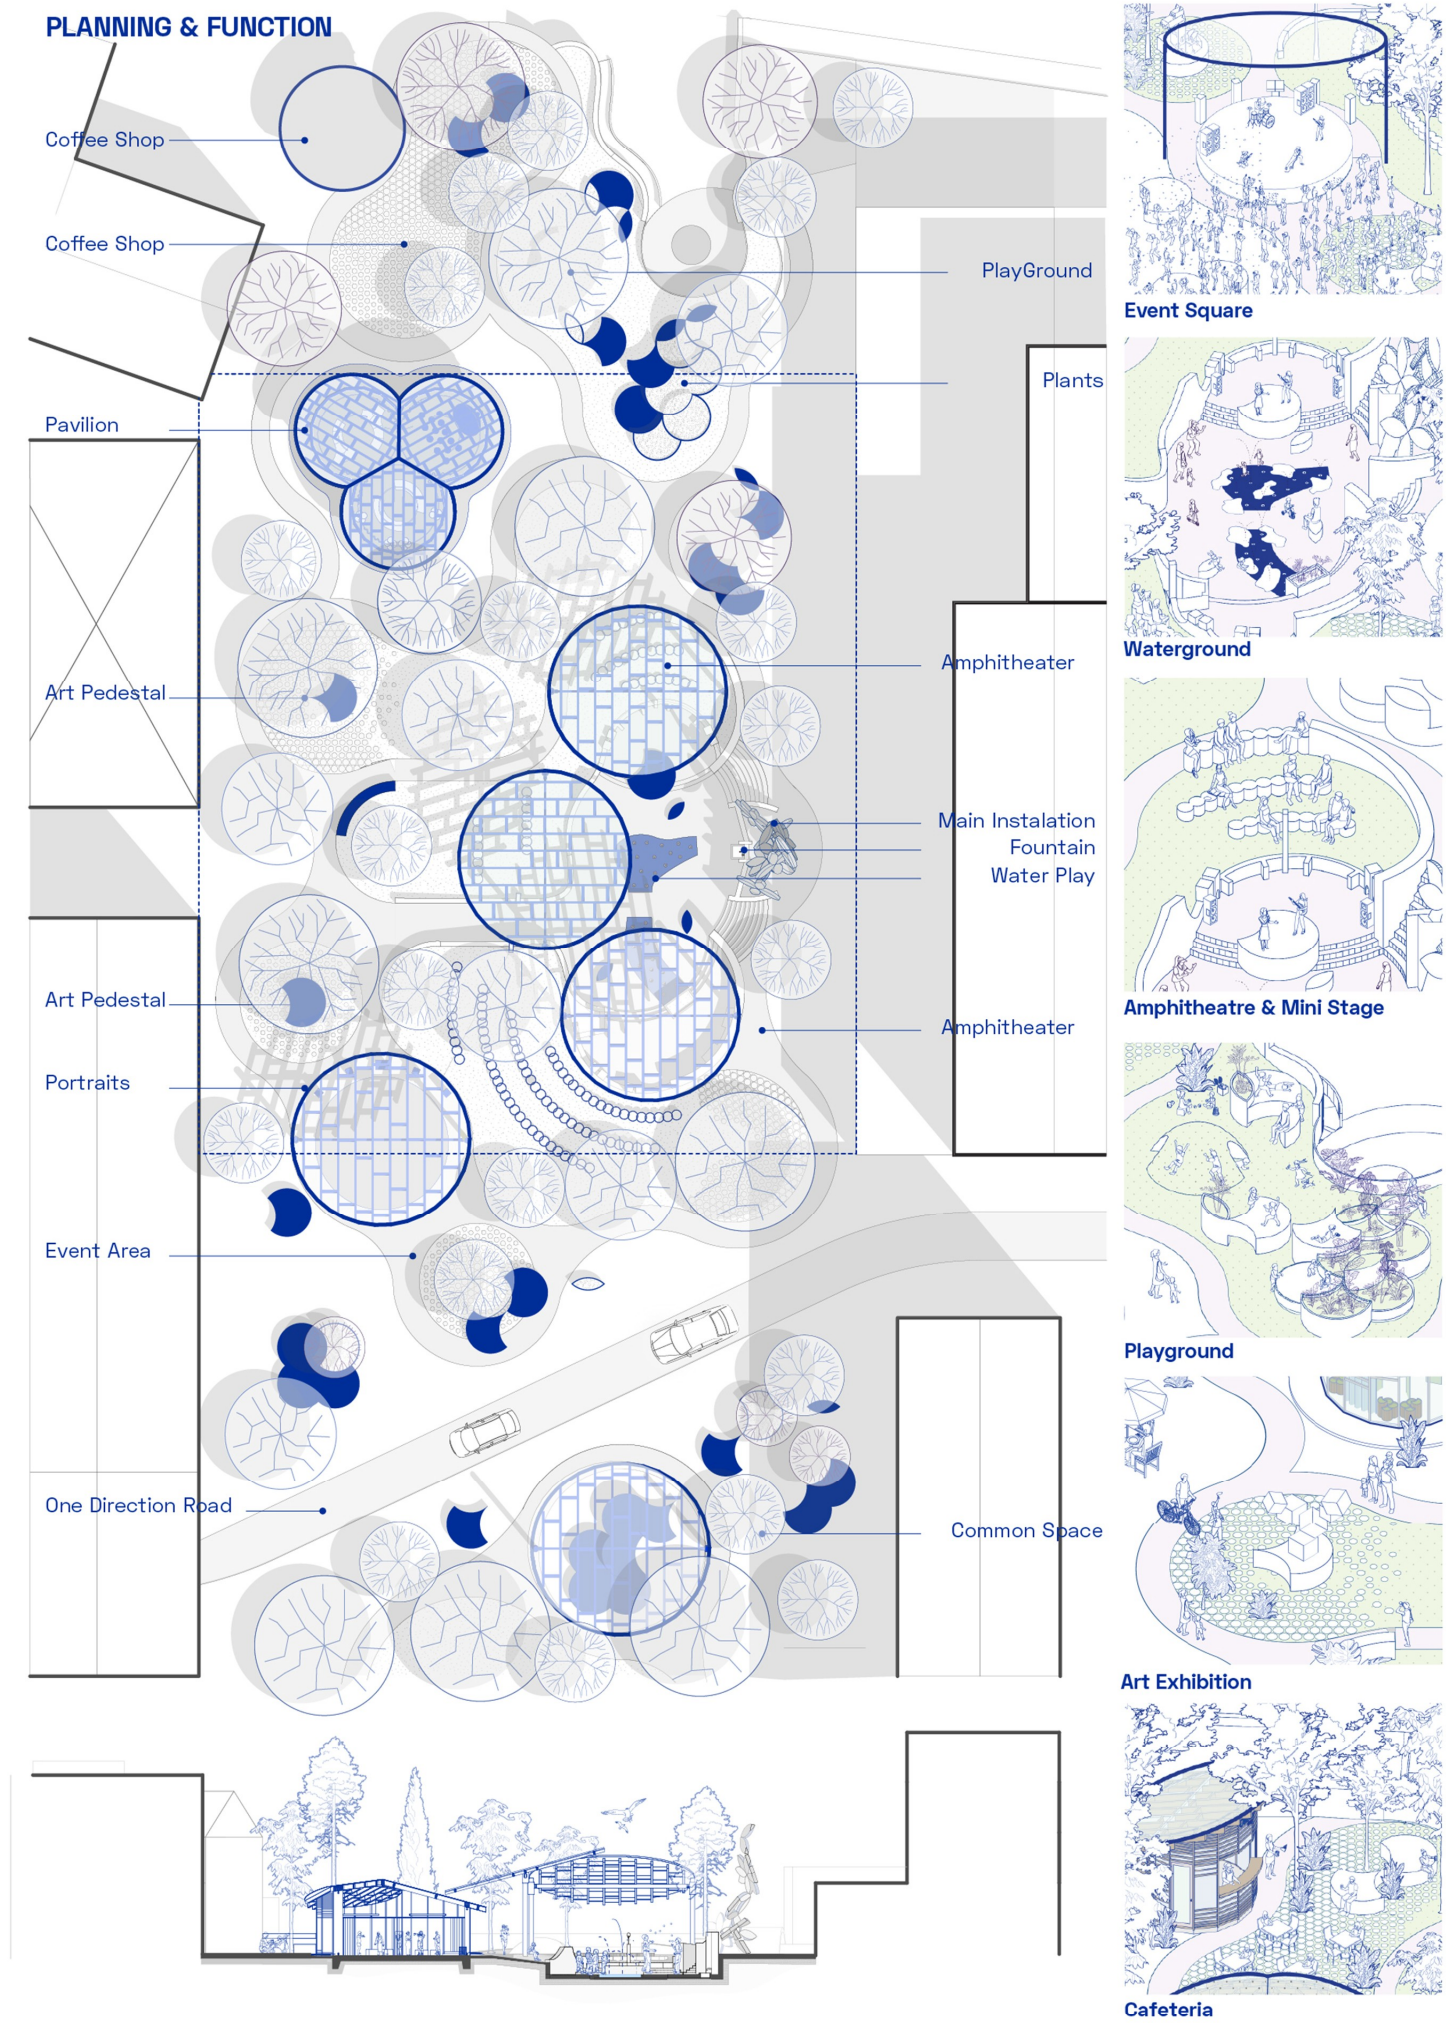 PLANNING & FUNCTION
Coffee Shop
Coffee Shop
PlayGround
Plants
Pavilion
Amphitheater
Art Pedestal
Main Instalation
Fountain
Water Play
Art Pedestal
Amphitheater
Portraits
Event Area
One Direction Road
Common Space
Event Square
Waterground
Amphitheatre & Mini Stage
Playground
Art Exhibition
Cafeteria